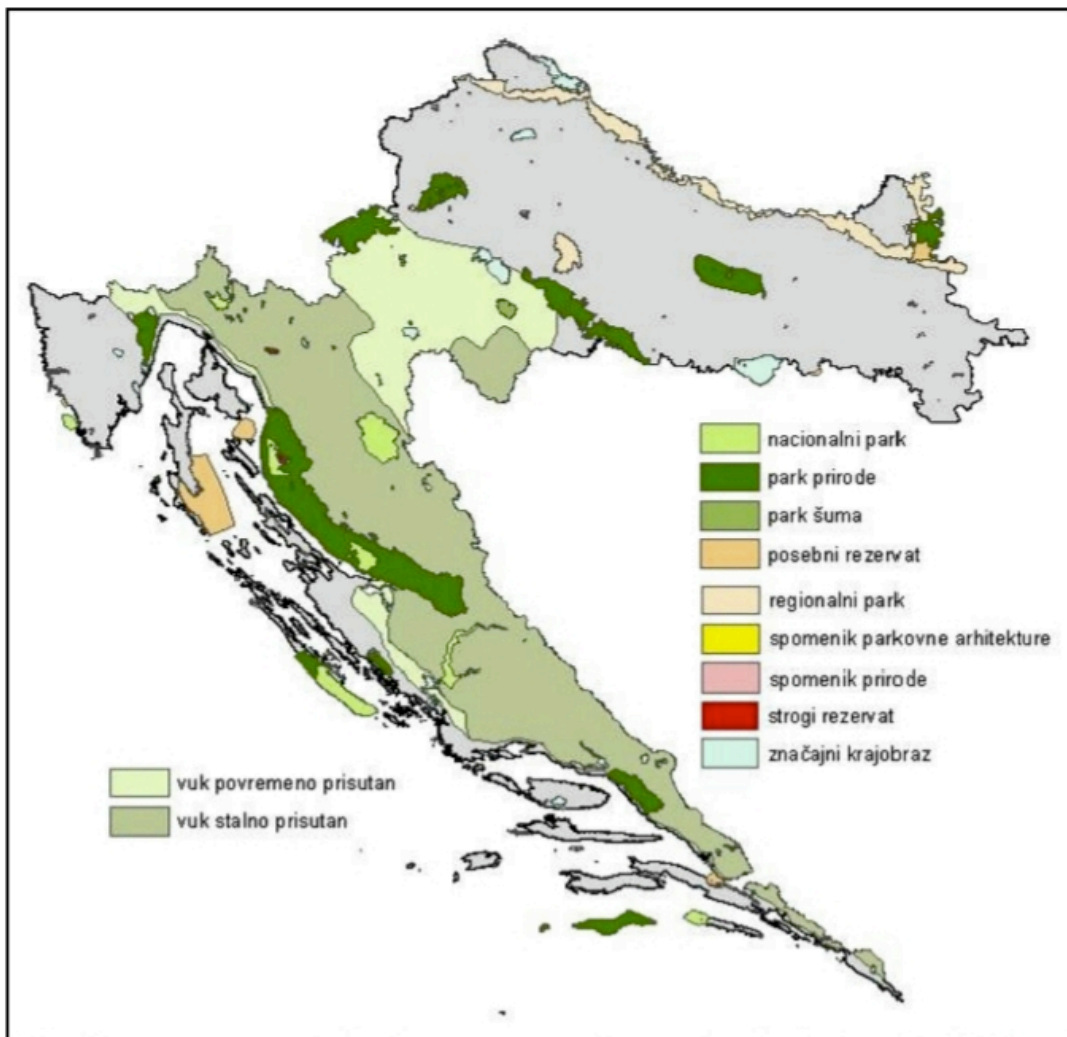 nacionalni park
park prirode
park šuma
posebni rezervat
regionalni park
spomenik parkovne arhitekture
spomenik prirode
strogi rezervat
značajni krajobraz
vuk povremeno prisutan
vuk stalno prisutan